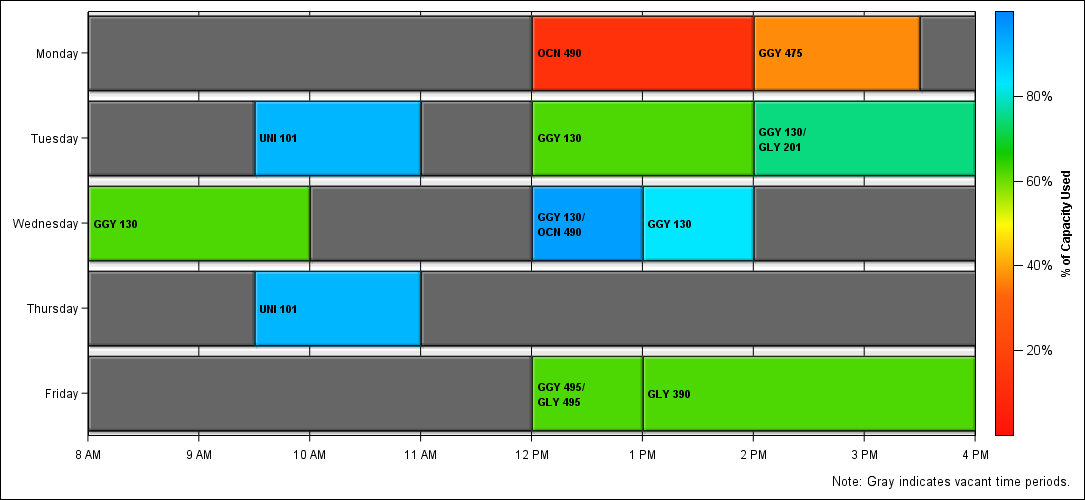 Monday
OCN 490
GGY 475
Tuesday
UNI 101
GGY 130
GGY 130/
GLY 201
Wednesday
GGY 130
GGY 130/
OCN 490
GGY 130
Thursday
UNI 101
Friday
GGY 495/
GLY 495
GLY 390
8 AM 9 AM 10 AM 11 AM 12 PM 1 PM 2 PM 3 PM 4 PM
80%
60%
40%
20%
% of Capacity Used
Note: Gray indicates vacant time periods.